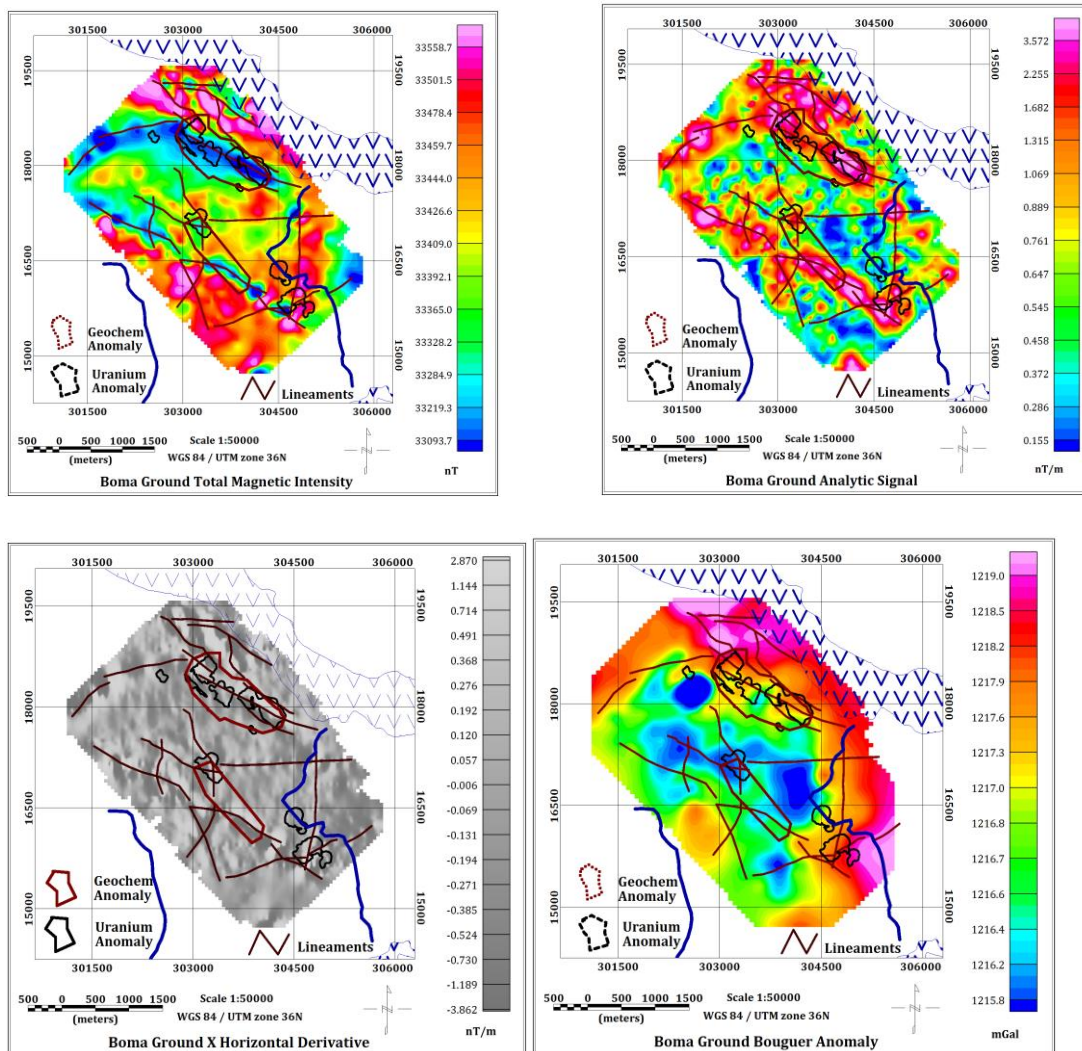 301500 303000 304500 306000
19500 19500
18000 18000
16500 16500
15000 15000
33558.7
33501.5
33478.4
33459.7
33444.0
33426.6
33409.0
33392.1
33365.0
33328.2
33284.9
33219.3
33093.7
nT
Geochem
Anomaly
Uranium
Anomaly
Lineaments
301500 303000 304500 306000
500 0 500 1000 1500
(meters)
Scale 1:50000
WGS 84 / UTM zone 36N
N
Boma Ground Total Magnetic Intensity
301500 303000 304500 306000
19500 19500
18000 18000
16500 16500
15000 15000
3.572
2.255
1.682
1.315
1.069
0.889
0.761
0.647
0.545
0.454
0.372
0.286
0.155
nT/m
Geochem
Anomaly
Uranium
Anomaly
Lineaments
301500 303000 304500 306000
500 0 500 1000 1500
(meters)
Scale 1:50000
WGS 84 / UTM zone 36N
N
Boma Ground Analytic Signal
301500 303000 304500 306000
19500 19500
18000 18000
16500 16500
15000 15000
2.870
1.144
0.714
0.491
0.368
0.276
0.192
0.120
0.057
-0.006
-0.069
-0.131
-0.194
-0.271
-0.385
-0.524
-0.730
-1.189
-3.862
nT/m
Geochem
Anomaly
Uranium
Anomaly
Lineaments
301500 303000 304500 306000
500 0 500 1000 1500
(meters)
Scale 1:50000
WGS 84 / UTM zone 36N
N
Boma Ground X Horizontal Derivative
301500 303000 304500 306000
19500 19500
18000 18000
16500 16500
15000 15000
1219.0
1218.5
1218.2
1217.9
1217.6
1217.3
1217.0
1216.8
1216.7
1216.6
1216.4
1216.2
1215.8
mGal
Geochem
Anomaly
Uranium
Anomaly
Lineaments
301500 303000 304500 306000
500 0 500 1000 1500
(meters)
Scale 1:50000
WGS 84 / UTM zone 36N
N
Boma Ground Bouguer Anomaly